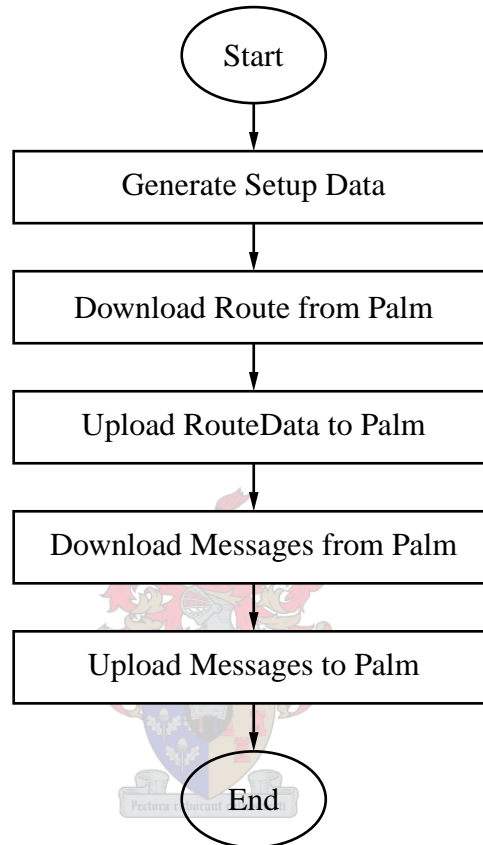 Start
Generate Setup Data
Download Route from Palm
Upload RouteData to Palm
Download Messages from Palm
Upload Messages to Palm
End
Pectora